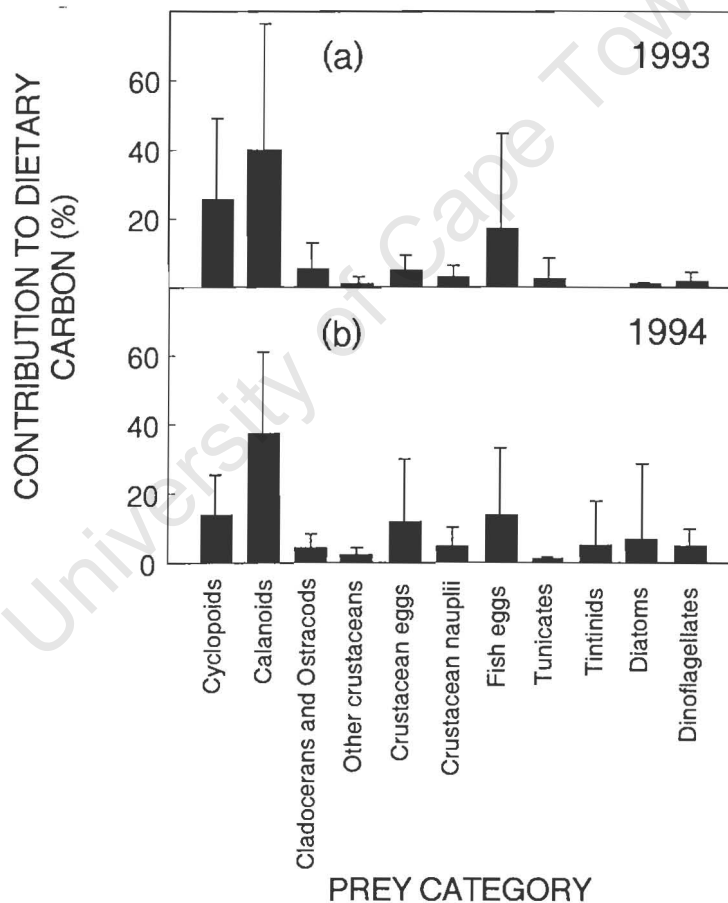 CONTRIBUTION TO DIETARY
CARBON (%)
(a)
1993
60
40
20
(b)
1994
60
40
20
0
Cyclopoids
Calanoids
Cladocerans and Ostracods
Other crustaceans
Crustacean eggs
Crustacean nauplii
Fish eggs
Tunicates
Tintinids
Diatoms
Dinoflagellates
PREY CATEGORY
University of Cape Tow